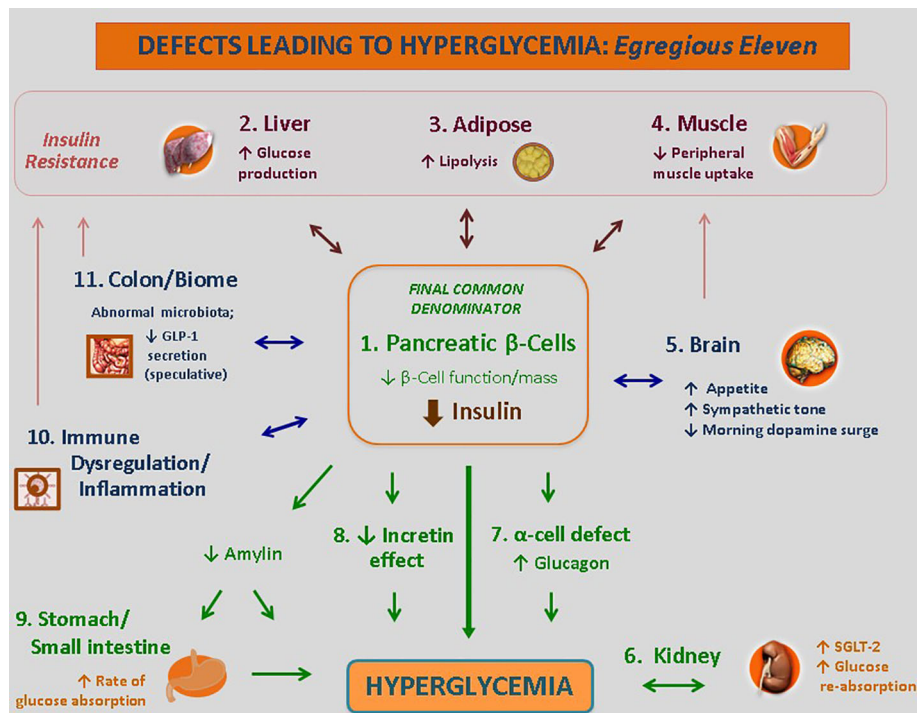 DEFECTS LEADING TO HYPERGLYCEMIA: Egregious Eleven
Insulin
Resistance
2. Liver
↑ Glucose
production
3. Adipose
↑ Lipolysis
4. Muscle
↓ Peripheral
muscle uptake
11. Colon/Biome
Abnormal microbiota;
↓ GLP-1
secretion
(speculative)
FINAL COMMON
DENOMINATOR
1. Pancreatic β-Cells
↓ β-Cell function/mass
↓ Insulin
5. Brain
↑ Appetite
↑ Sympathetic tone
↓ Morning dopamine surge
10. Immune
Dysregulation/
Inflammation
↓ Amylin
8. ↓ Incretin
effect
7. α-cell defect
↑ Glucagon
9. Stomach/
Small intestine
↑ Rate of
glucose absorption
HYPERGLYCEMIA
6. Kidney
↑ SGLT-2
↑ Glucose
re-absorption